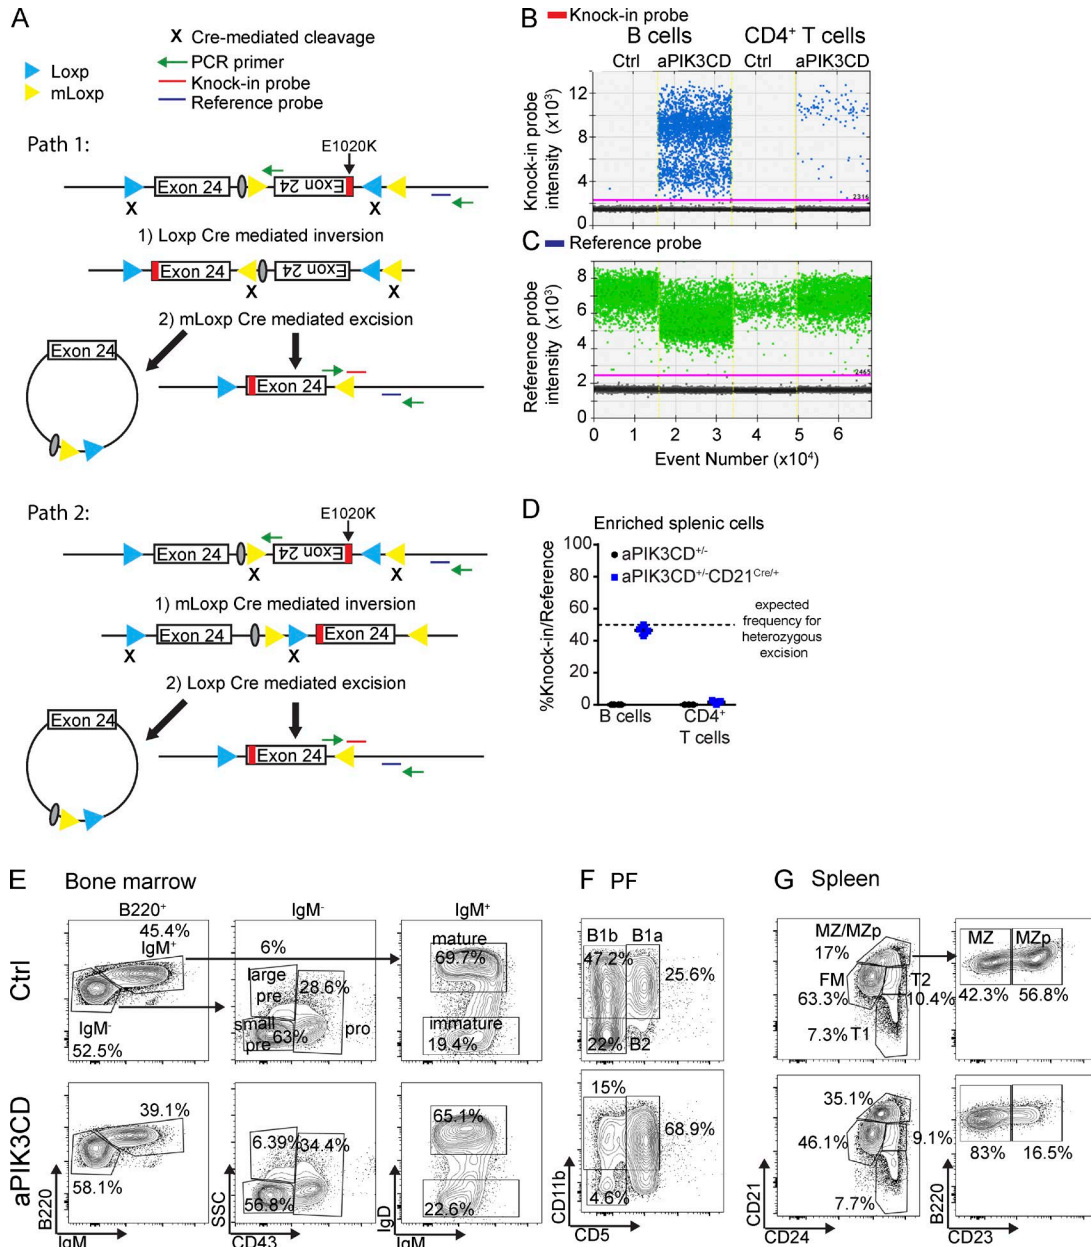 A
X Cre-mediated cleavage
PCR primer
Knock-in probe
Reference probe
Loxp
mLoxp
Path 1:
E1020K
Exon 24
Exon 24
1) Loxp Cre mediated inversion
Exon 24
Exon 24
X X
2) mLoxp Cre mediated excision
Exon 24
Exon 24
Path 2:
E1020K
Exon 24
Exon 24
X X
1) mLoxp Cre mediated inversion
Exon 24
Exon 24
X X
2) Loxp Cre mediated excision
Exon 24
Exon 24
B Knock-in probe
B cells CD4+ T cells
Ctrl aPIK3CD Ctrl aPIK3CD
Knock-in probe intensity (x10³)
12
8
4
0
2316
C Reference probe
Reference probe intensity (x10³)
8
6
4
2
0
2465
0 1 2 3 4 5 6
Event Number (x10⁴)
D
Enriched splenic cells
aPIK3CD+/-
aPIK3CD+/-CD21Cre/+
expected frequency for heterozygous excision
%Knock-in/Reference
100
80
60
40
20
0
B cells CD4+ T cells
E Bone marrow
B220+ IgM- IgM+
Ctrl
45.4%
IgM+
IgM-
52.5%
6%
large pre
28.6%
small pre
63%
pro
mature
69.7%
immature
19.4%
aPIK3CD
39.1%
58.1%
B220
IgM
6.39% 34.4%
56.8%
SSC
CD43
65.1%
22.6%
IgD
IgM
F PF
B1b B1a
47.2%
25.6%
22% B2
15%
68.9%
4.6%
CD11b
CD5
G Spleen
MZ/MZp
17%
FM T2
63.3% 10.4%
7.3% T1
MZ MZp
42.3% 56.8%
35.1%
46.1% 9.1%
7.7%
CD21
CD24
83% 16.5%
B220
CD23